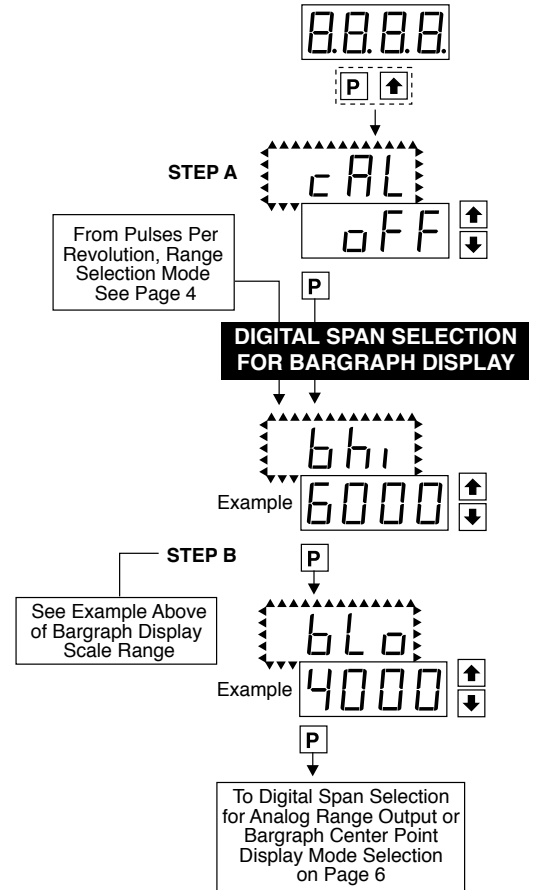 8.8.8.8.
P
STEP A
cAL
oFF
From Pulses Per
Revolution, Range
Selection Mode
See Page 4
P
DIGITAL SPAN SELECTION
FOR BARGRAPH DISPLAY
bhi
Example 6000
STEP B
P
See Example Above
of Bargraph Display
Scale Range
bLo
Example 4000
P
To Digital Span Selection
for Analog Range Output or
Bargraph Center Point
Display Mode Selection
on Page 6